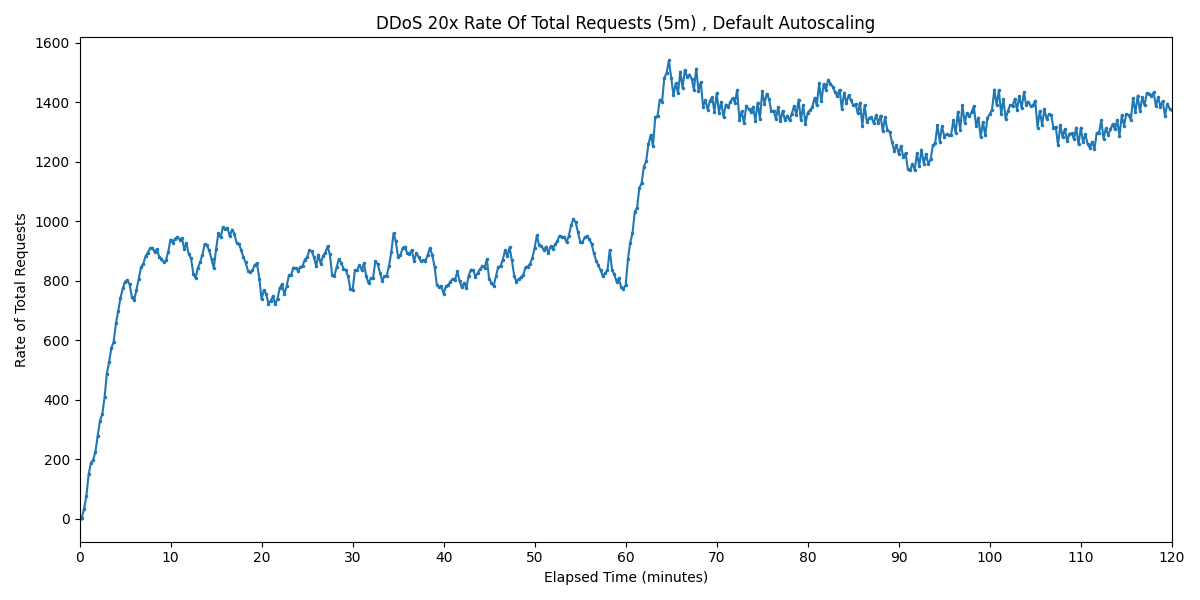 DDoS 20x Rate Of Total Requests (5m) , Default Autoscaling
1600
1400
1200
1000
800
600
400
200
0
Rate of Total Requests
0 10 20 30 40 50 60 70 80 90 100 110 120
Elapsed Time (minutes)